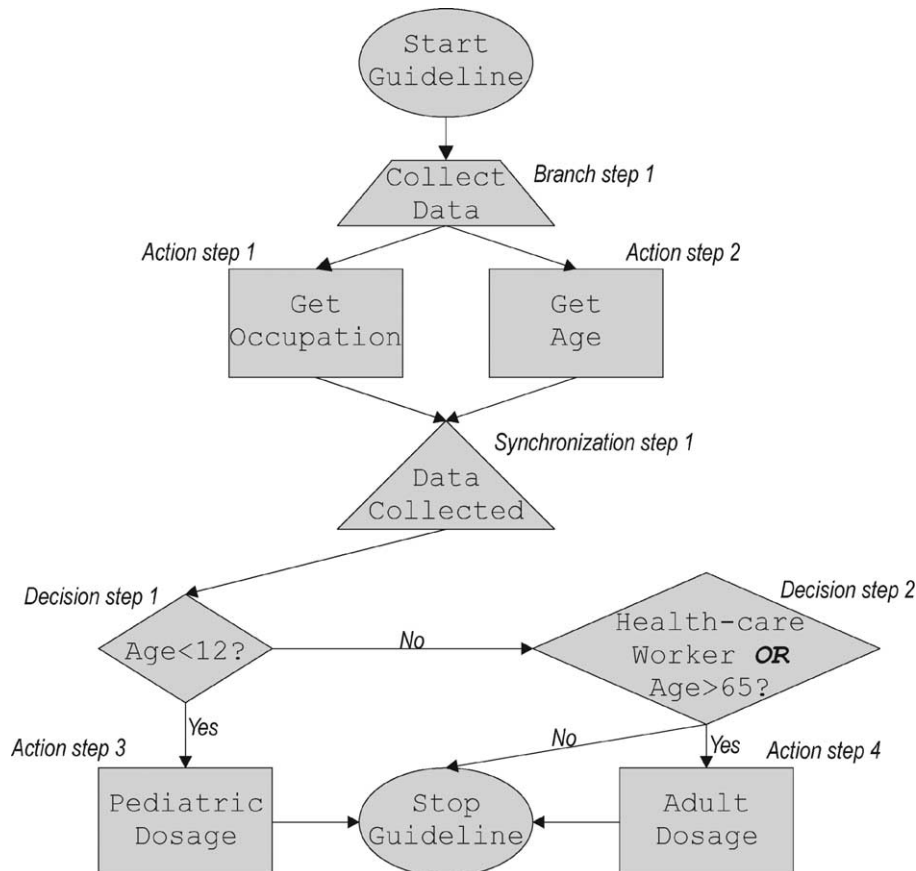 Start
Guideline
Collect
Data
Branch step 1
Action step 1
Action step 2
Get
Occupation
Get
Age
Synchronization step 1
Data
Collected
Decision step 1
Decision step 2
Age<12?
No
Health-care
Worker OR
Age>65?
Yes
No
Yes
Action step 3
Action step 4
Pediatric
Dosage
Stop
Guideline
Adult
Dosage